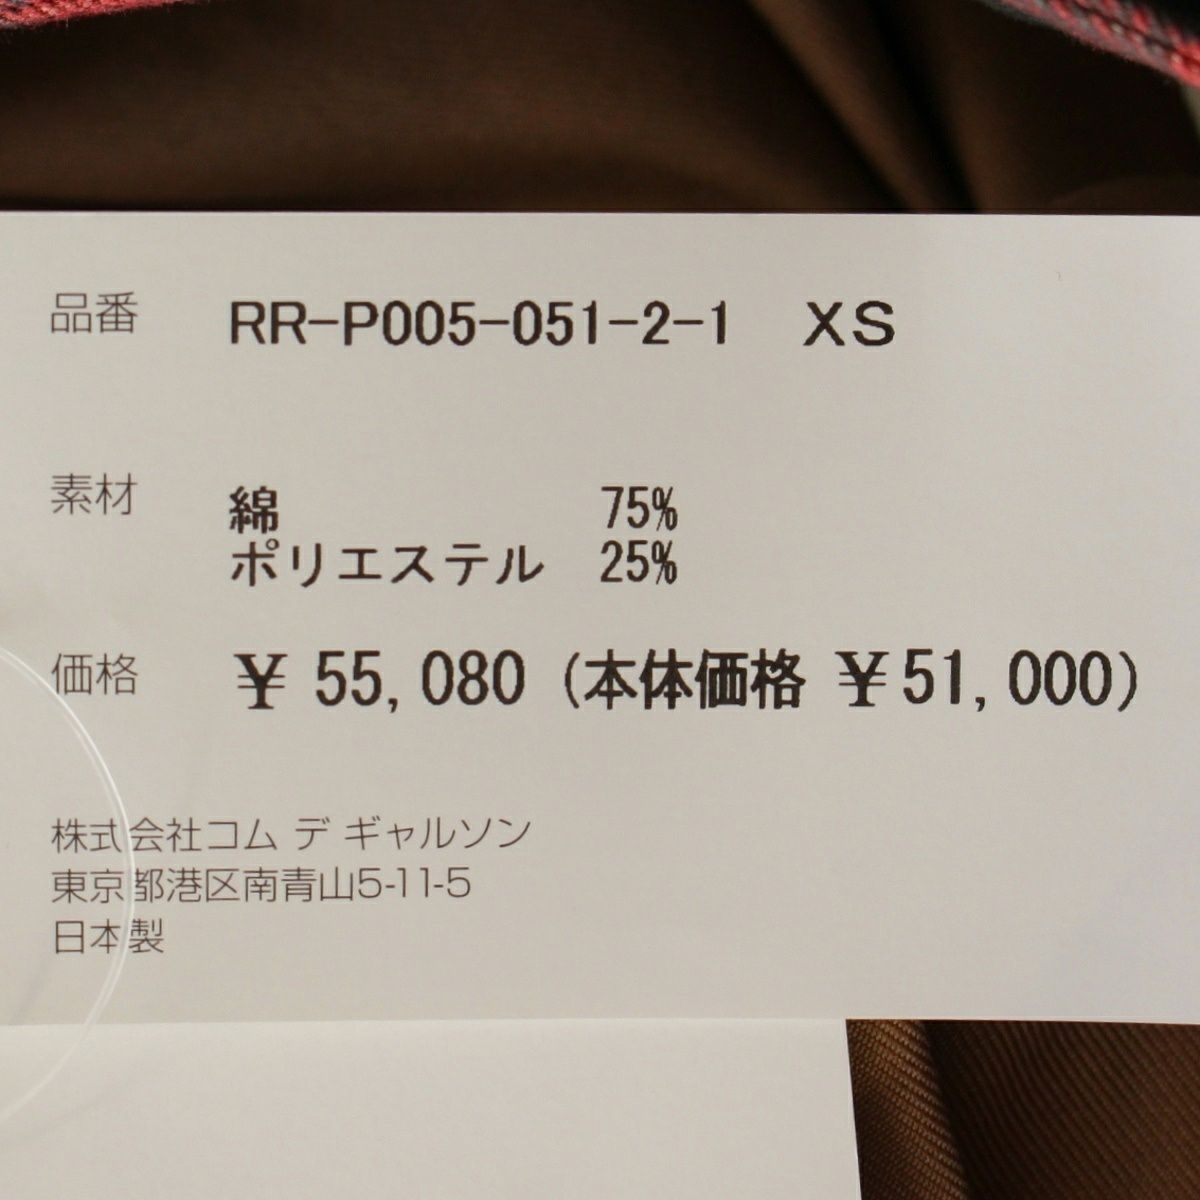 品番 RR-P005-051-2-1 XS
素材 綿 75%
ポリエステル 25%
価格 ¥ 55,080 (本体価格 ¥51,000)
株式会社コム デ ギャルソン
東京都港区南青山5-11-5
日本製